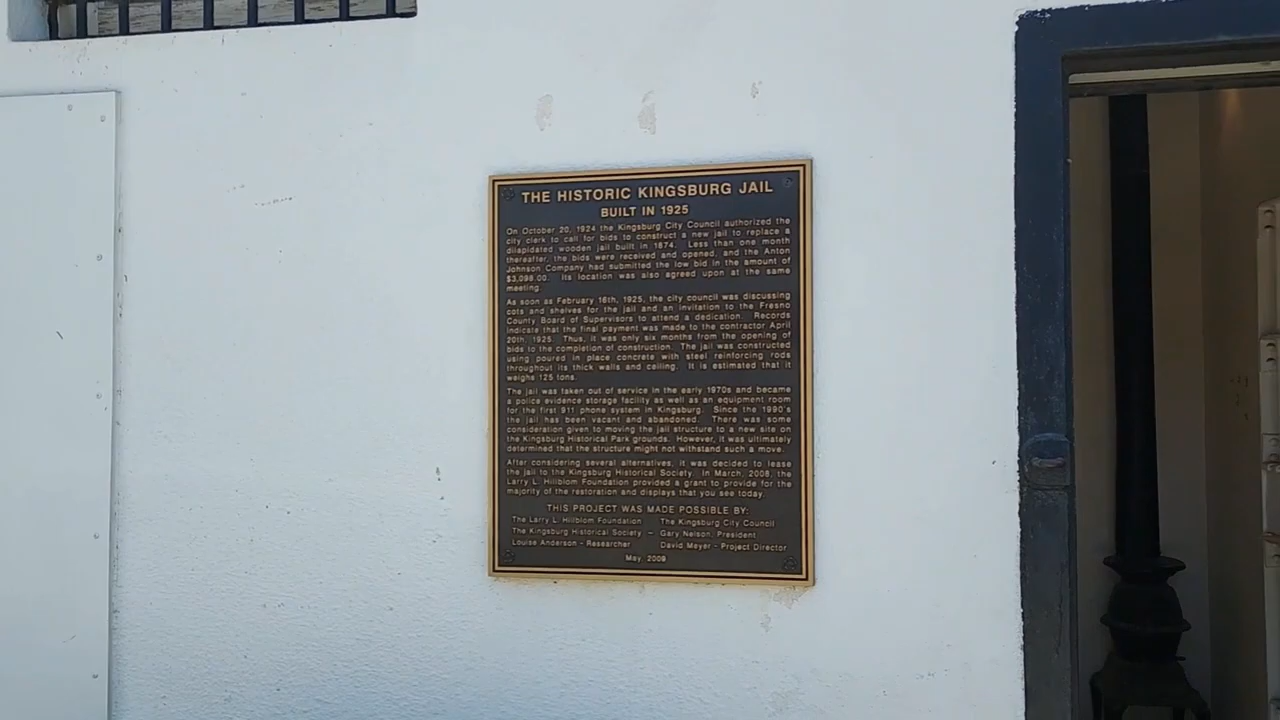 THE HISTORIC KINGSBURG JAIL
BUILT IN 1925
On October 20, 1924 the Kingsburg City Council authorized the
city clerk to call for bids to construct a new jail to replace a
dilapidated wooden jail built in 1874. Less than one month
thereafter, the bids were received and opened, and the Anton
Johnson Company had submitted the low bid in the amount of
$3,098.00. Its location was also agreed upon at the same
meeting.
As soon as February 16th, 1925, the city council was discussing
cots and shelves for the jail and an invitation to the Fresno
County Board of Supervisors to attend a dedication. Records
indicate that the final payment was made to the contractor April
20th, 1925. Thus, it was only six months from the opening of
bids to the completion of construction. The jail was constructed
using poured in place concrete with steel reinforcing rods
throughout its thick walls and ceiling. It is estimated that it
weighs 125 tons.
The jail was taken out of service in the early 1970s and became
a police evidence storage facility as well as an equipment room
for the first 911 phone system in Kingsburg. Since the 1990's
the jail has been vacant and abandoned. There was some
consideration given to moving the jail structure to a new site on
the Kingsburg Historical Park grounds. However, it was ultimately
determined that the structure might not withstand such a move.
After considering several alternatives, it was decided to lease
the jail to the Kingsburg Historical Society. In March, 2008, the
Larry L. Hillblom Foundation provided a grant to provide for the
majority of the restoration and displays that you see today.
THIS PROJECT WAS MADE POSSIBLE BY:
The Larry L. Hillblom Foundation The Kingsburg City Council
The Kingsburg Historical Society - Gary Nelson, President
Louise Anderson - Researcher David Meyer - Project Director
May, 2009